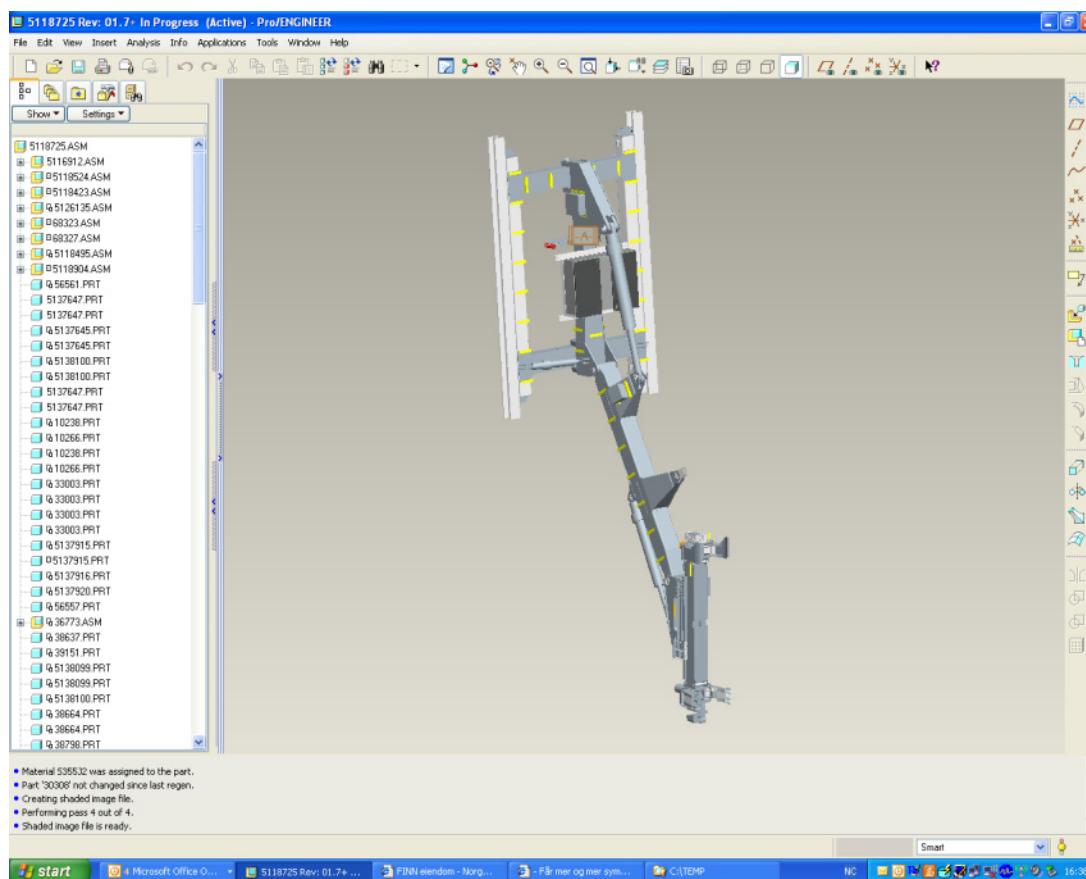 5118725 Rev: 01.7+ In Progress (Active) - Pro/ENGINEER
File Edit View Insert Analysis Info Applications Tools Window Help
Show Settings
5118725.ASM
5116912.ASM
5118524.ASM
5118423.ASM
5126135.ASM
68323.ASM
68327.ASM
5118495.ASM
5118904.ASM
56561.PRT
5137647.PRT
5137647.PRT
5137645.PRT
5137645.PRT
5138100.PRT
5138100.PRT
5137647.PRT
5137647.PRT
10238.PRT
10266.PRT
10238.PRT
10266.PRT
33003.PRT
33003.PRT
33003.PRT
33003.PRT
5137915.PRT
5137915.PRT
5137916.PRT
5137920.PRT
56557.PRT
36773.ASM
38637.PRT
39151.PRT
5138099.PRT
5138099.PRT
5138100.PRT
38664.PRT
38664.PRT
38798.PRT
-A-
• Material S355J2 was assigned to the part.
• Part '30308' not changed since last regen.
• Creating shaded image file.
• Performing pass 4 out of 4.
• Shaded image file is ready.
Smart
start 4 Microsoft Office O... 5118725 Rev: 01.7+ ... FINN eiendom - Norg... - Får mer og mer sym... C:\TEMP NC